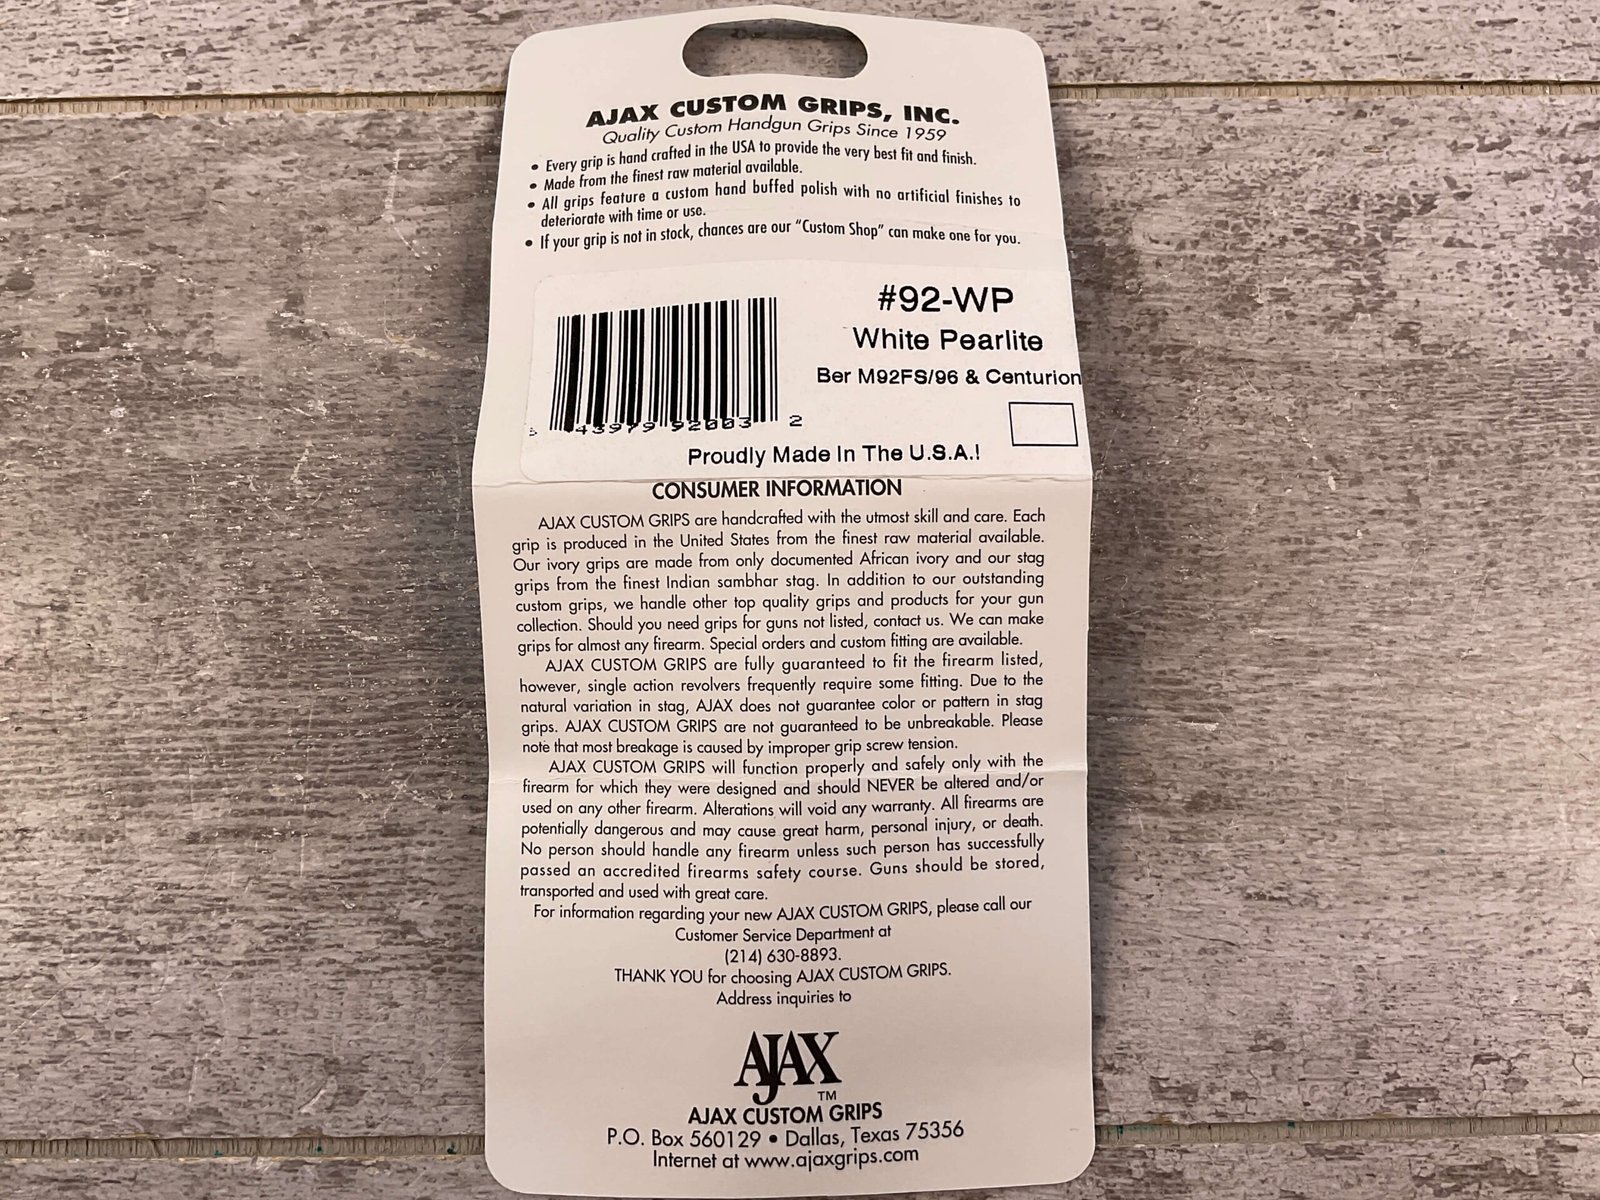 AJAX CUSTOM GRIPS, INC.
Quality Custom Handgun Grips Since 1959
• Every grip is hand crafted in the USA to provide the very best fit and finish.
• Made from the finest raw material available.
• All grips feature a custom hand buffed polish with no artificial finishes to
deteriorate with time or use.
• If your grip is not in stock, chances are our "Custom Shop" can make one for you.
#92-WP
White Pearlite
Ber M92FS/96 & Centurion
43979 92003 2
Proudly Made In The U.S.A.!
CONSUMER INFORMATION
AJAX CUSTOM GRIPS are handcrafted with the utmost skill and care. Each
grip is produced in the United States from the finest raw material available.
Our ivory grips are made from only documented African ivory and our stag
grips from the finest Indian sambhar stag. In addition to our outstanding
custom grips, we handle other top quality grips and products for your gun
collection. Should you need grips for guns not listed, contact us. We can make
grips for almost any firearm. Special orders and custom fitting are available.
AJAX CUSTOM GRIPS are fully guaranteed to fit the firearm listed,
however, single action revolvers frequently require some fitting. Due to the
natural variation in stag, AJAX does not guarantee color or pattern in stag
grips. AJAX CUSTOM GRIPS are not guaranteed to be unbreakable. Please
note that most breakage is caused by improper grip screw tension.
AJAX CUSTOM GRIPS will function properly and safely only with the
firearm for which they were designed and should NEVER be altered and/or
used on any other firearm. Alterations will void any warranty. All firearms are
potentially dangerous and may cause great harm, personal injury, or death.
No person should handle any firearm unless such person has successfully
passed an accredited firearms safety course. Guns should be stored,
transported and used with great care.
For information regarding your new AJAX CUSTOM GRIPS, please call our
Customer Service Department at
(214) 630-8893.
THANK YOU for choosing AJAX CUSTOM GRIPS.
Address inquiries to
AJAX
TM
AJAX CUSTOM GRIPS
P.O. Box 560129 • Dallas, Texas 75356
Internet at www.ajaxgrips.com